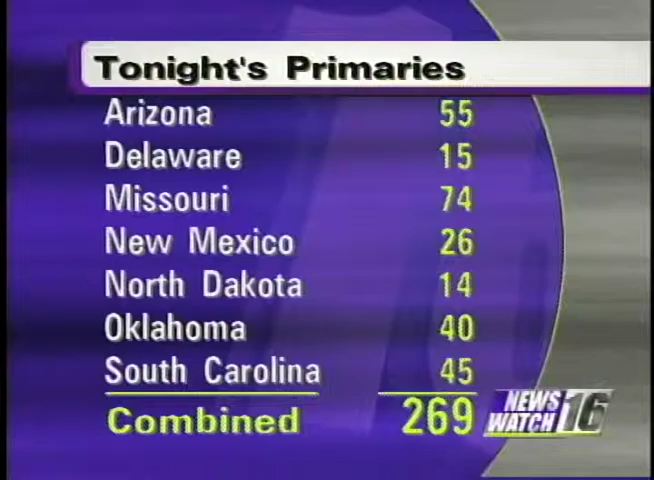 Tonight's Primaries
Arizona 55
Delaware 15
Missouri 74
New Mexico 26
North Dakota 14
Oklahoma 40
South Carolina 45
Combined 269
NEWS
WATCH 16